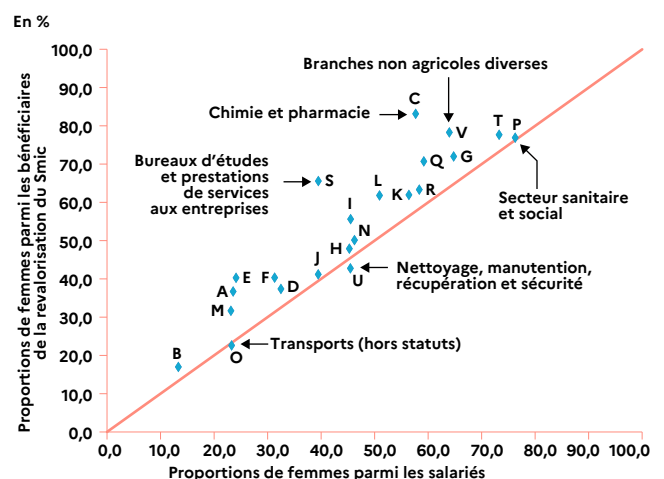 En %
Proportions de femmes parmi les bénéficiaires
de la revalorisation du Smic
100,0
90,0
80,0
70,0
60,0
50,0
40,0
30,0
20,0
10,0
0,0
Branches non agricoles diverses
Chimie et pharmacie
C
V
T
P
Bureaux d'études
et prestations
de services
aux entreprises
S
Q
G
L
K
R
Secteur sanitaire
et social
I
N
H
J
U
Nettoyage, manutention,
récupération et sécurité
E
F
A
D
M
B
O
Transports (hors statuts)
0,0
10,0
20,0
30,0
40,0
50,0
60,0
70,0
80,0
90,0
100,0
Proportions de femmes parmi les salariés